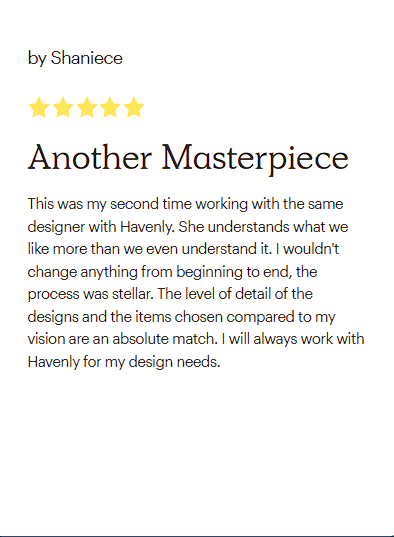 by Shaniece
Another Masterpiece
This was my second time working with the same
designer with Havenly. She understands what we
like more than we even understand it. I wouldn't
change anything from beginning to end, the
process was stellar. The level of detail of the
designs and the items chosen compared to my
vision are an absolute match. I will always work with
Havenly for my design needs.